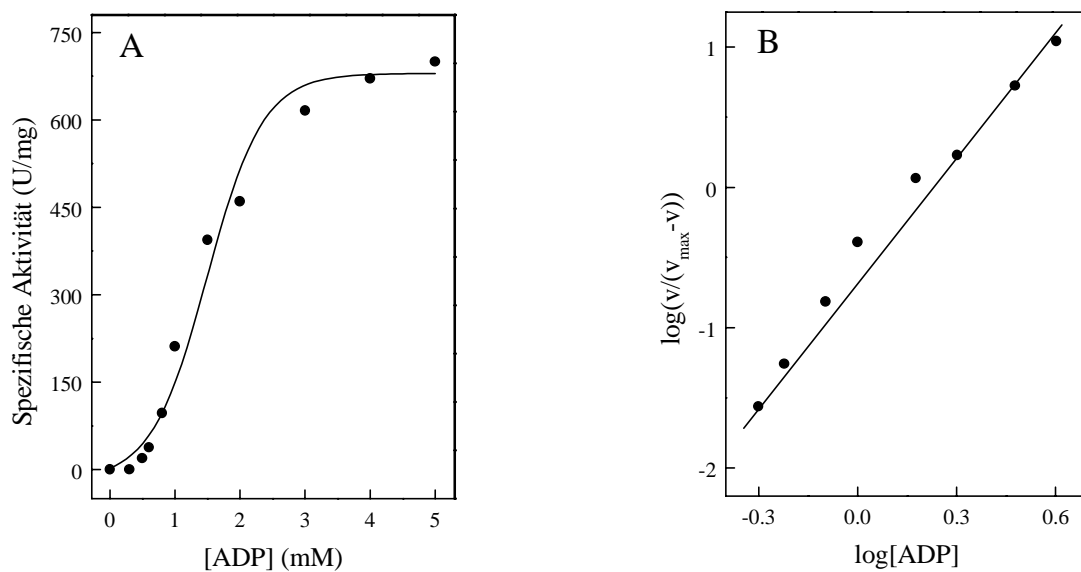 A
Spezifische Aktivität (U/mg)
750
600
450
300
150
0
0 1 2 3 4 5
[ADP] (mM)
B
log(v/(v_max-v))
1
0
-1
-2
-0.3 0.0 0.3 0.6
log[ADP]